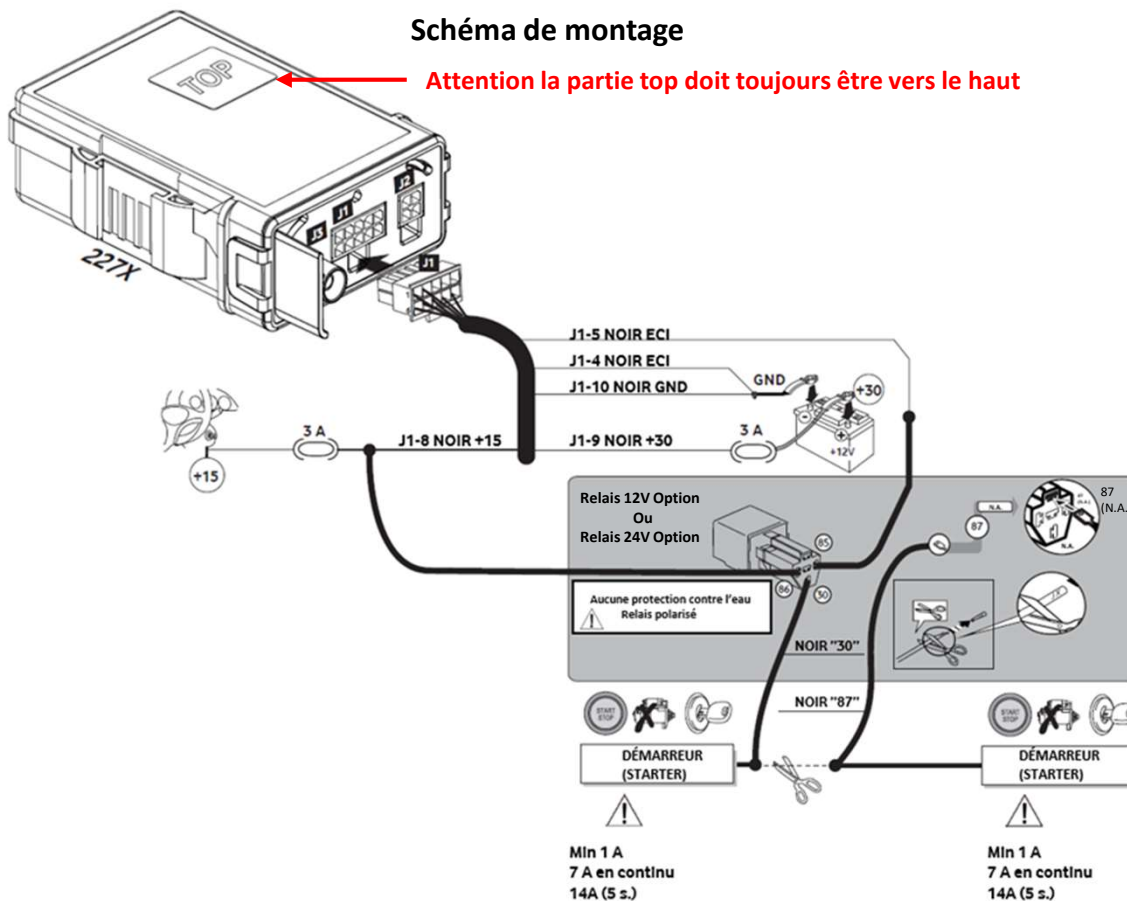 Schéma de montage
Attention la partie top doit toujours être vers le haut
TOP
J2
J1
J3
J1
227X
J1-5 NOIR ECI
J1-4 NOIR ECI
J1-10 NOIR GND
GND
+30
3 A
J1-8 NOIR +15
J1-9 NOIR +30
3 A
+15
-
+
+12V
Relais 12V Option
Ou
Relais 24V Option
85
86
30
87
N.A.
87
(N.A.
N.A.
Aucune protection contre l'eau
Relais polarisé
NOIR "30"
NOIR "87"
START
STOP
START
STOP
DÉMARREUR
(STARTER)
DÉMARREUR
(STARTER)
Min 1 A
7 A en continu
14A (5 s.)
Min 1 A
7 A en continu
14A (5 s.)